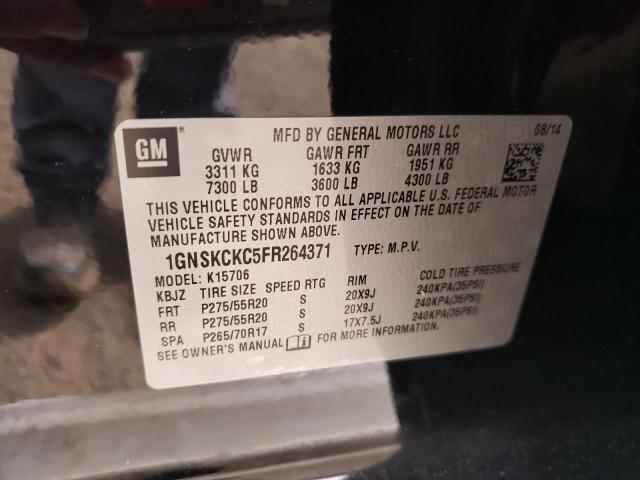 MFD BY GENERAL MOTORS LLC 08/14
GM GVWR GAWR FRT GAWR RR
3311 KG 1633 KG 1951 KG
7300 LB 3600 LB 4300 LB
THIS VEHICLE CONFORMS TO ALL APPLICABLE U.S. FEDERAL MOTOR
VEHICLE SAFETY STANDARDS IN EFFECT ON THE DATE OF
MANUFACTURE SHOWN ABOVE.
1GNSKCKC5FR264371 TYPE: M.P.V.
MODEL: K15706
KBJZ TIRE SIZE SPEED RTG RIM COLD TIRE PRESSURE
FRT P275/55R20 S 20X9J 240KPA(35PSI)
RR P275/55R20 S 20X9J 240KPA(35PSI)
SPA P265/70R17 S 17X7.5J 240KPA(35PSI)
SEE OWNER'S MANUAL FOR MORE INFORMATION